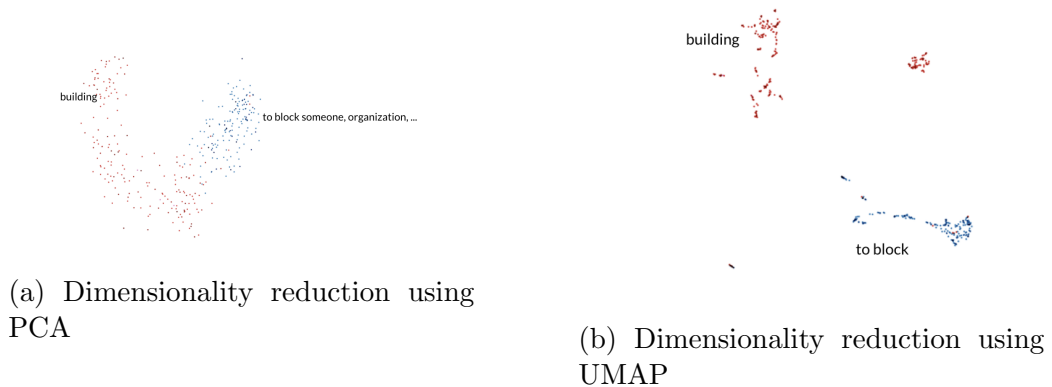 building
to block someone, organization, ...
(a) Dimensionality reduction using
PCA
building
to block
(b) Dimensionality reduction using
UMAP